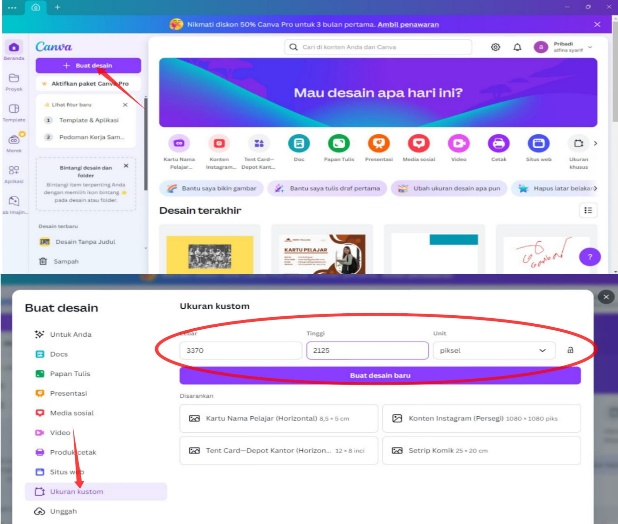 Nikmati diskon 50% Canva Pro untuk 3 bulan pertama. Ambil penawaran
Canva
Cari di konten Anda dan Canva
Pribadi
Beranda
+ Buat desain
Aktifkan paket Canva Pro
Proyek
Lihat fitur baru
1 Template & Aplikasi
2 Pedoman Kerja Sam...
Merek
Aplikasi
Mau desain apa hari ini?
Kartu Nama Pelajar...
Konten Instagram...
Tent Card—Depot Kant...
Doc
Papan Tulis
Presentasi
Media sosial
Video
Cetak
Situs web
Ukuran khusus
Bintangi desain dan folder
Bintangi item terpenting Anda
dengan memilih ikon bintang
pada desain atau folder.
Bantu saya bikin gambar
Bantu saya tulis draf pertama
Ubah ukuran desain apa pun
Hapus latar belaka
Desain terakhir
Desain terbaru
Desain Tanpa Judul
Sampah
KARTU PELAJAR
?
Buat desain
Untuk Anda
Docs
Papan Tulis
Presentasi
Media sosial
Video
Produk cetak
Situs web
Ukuran kustom
Unggah
Ukuran kustom
Lebar
Tinggi
Unit
3370
2125
piksel
Buat desain baru
Disarankan
Kartu Nama Pelajar (Horizontal) 8,5 × 5 cm
Konten Instagram (Persegi) 1080 × 1080 piks
Tent Card—Depot Kantor (Horizon... 12 × 8 inci
Setrip Komik 25 × 20 cm